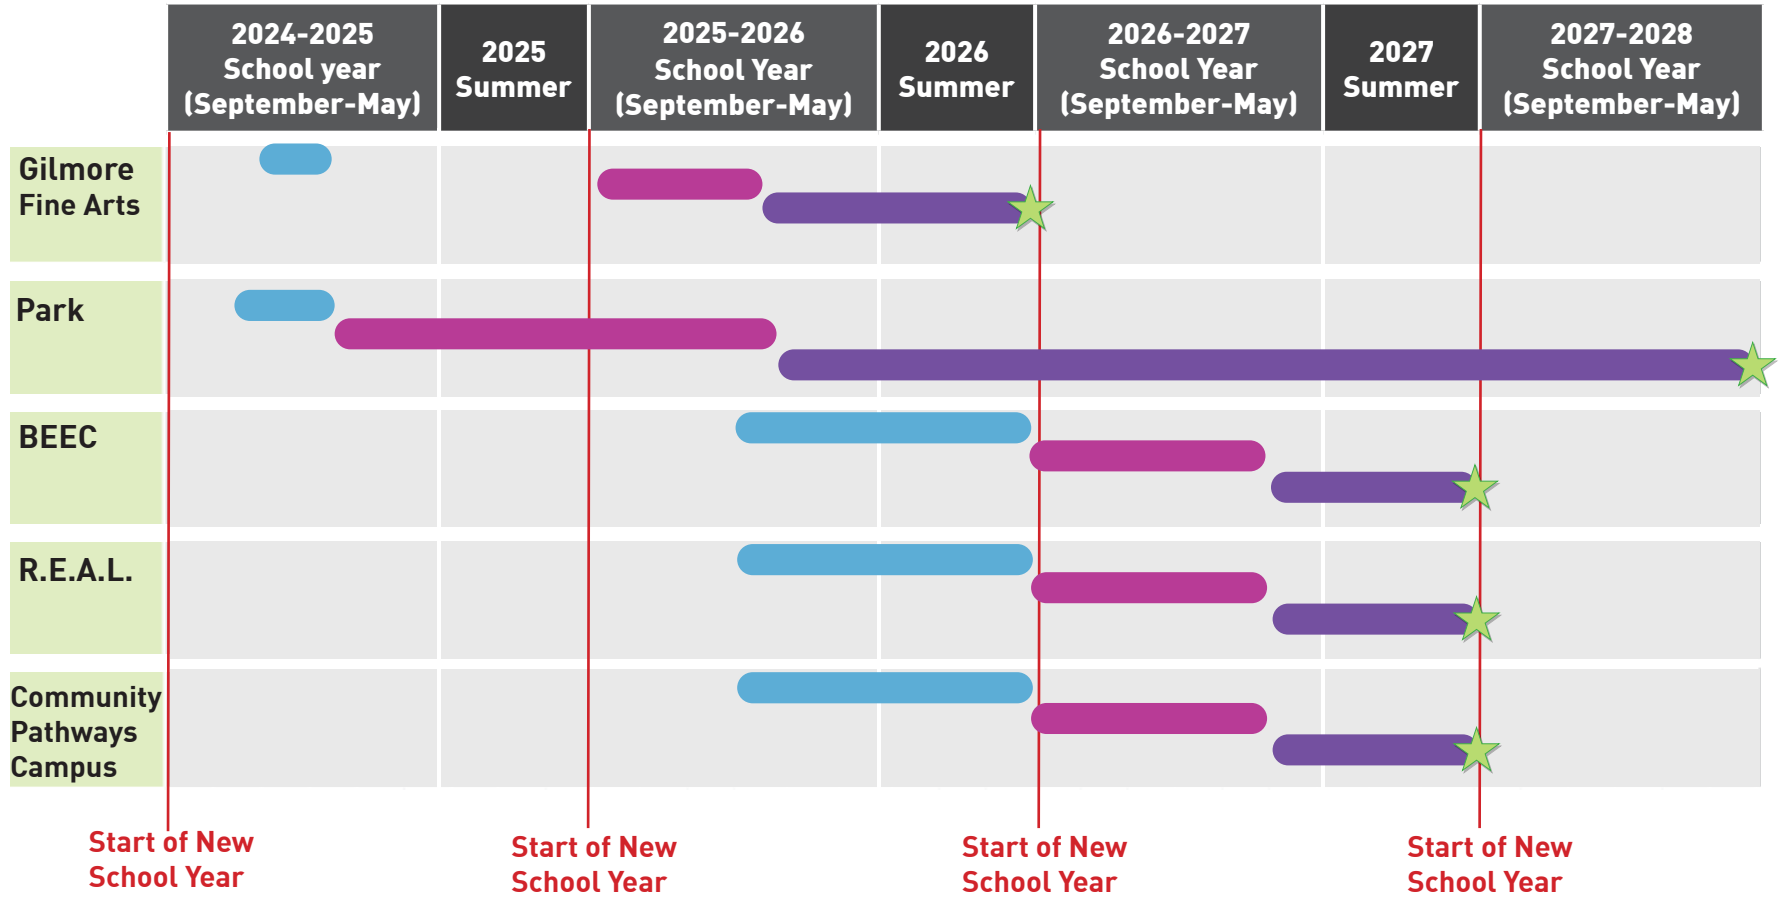 2024-2025
School year
(September-May)
2025
Summer
2025-2026
School Year
(September-May)
2026
Summer
2026-2027
School Year
(September-May)
2027
Summer
2027-2028
School Year
(September-May)
Gilmore
Fine Arts
Park
BEEC
R.E.A.L.
Community
Pathways
Campus
Start of New
School Year
Start of New
School Year
Start of New
School Year
Start of New
School Year